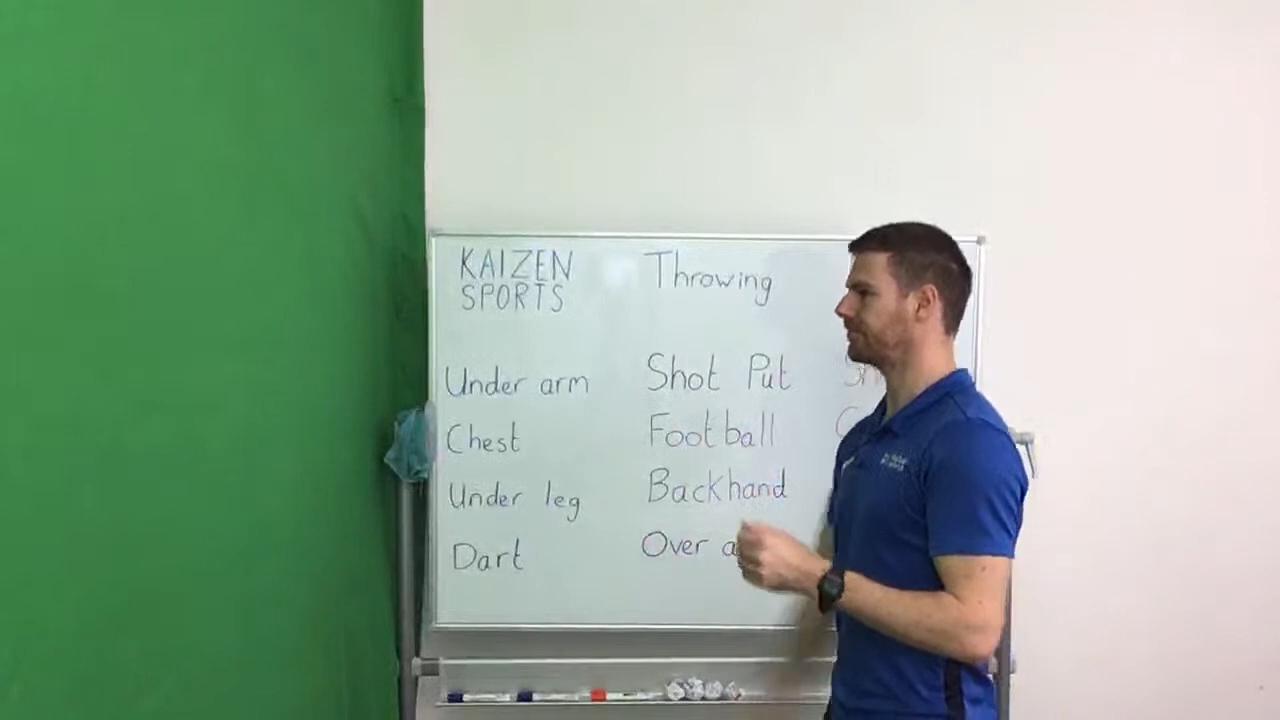 KAIZEN
SPORTS
Throwing
Under arm
Shot Put
Chest
Football
Under leg
Backhand
Dart
Over